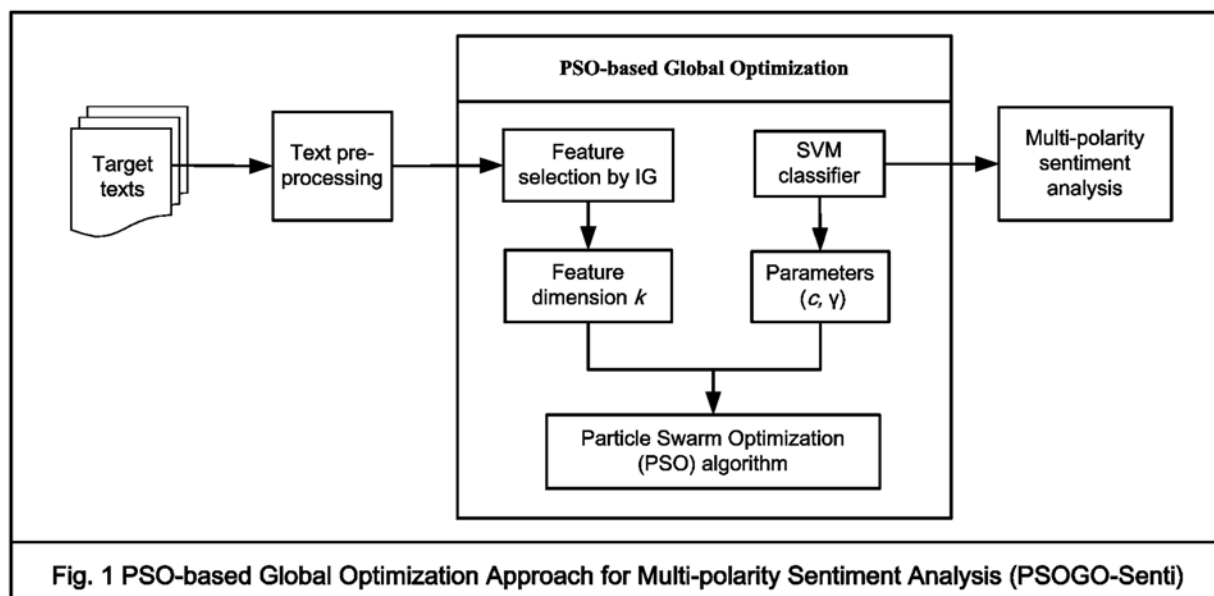 PSO-based Global Optimization
Target
texts
Text pre-
processing
Feature
selection by IG
SVM
classifier
Multi-polarity
sentiment
analysis
Feature
dimension k
Parameters
(c, γ)
Particle Swarm Optimization
(PSO) algorithm
Fig. 1 PSO-based Global Optimization Approach for Multi-polarity Sentiment Analysis (PSOGO-Senti)